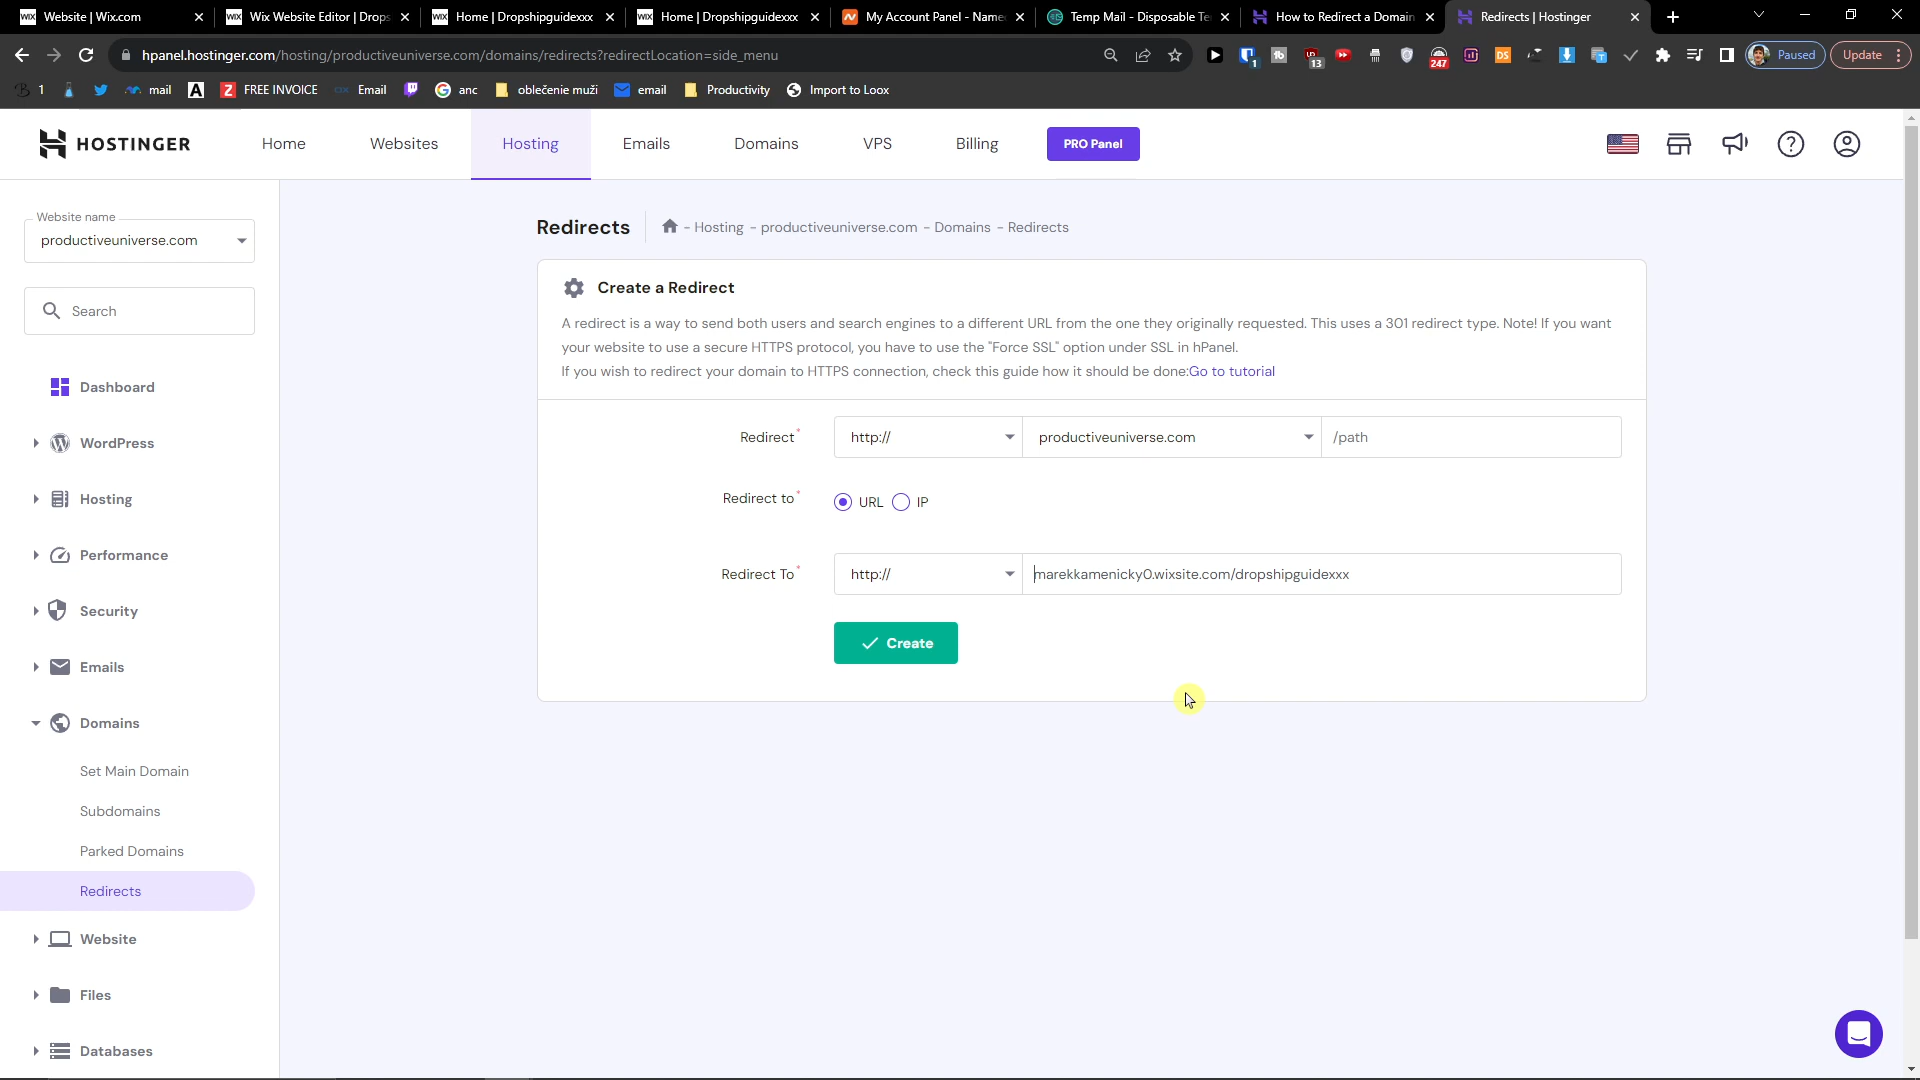 Website | Wix.com
Wix Website Editor | Drops
Home | Dropshipguidexxx
Home | Dropshipguidexxx
My Account Panel - Name
Temp Mail - Disposable Te
How to Redirect a Domain
Redirects | Hostinger
hpanel.hostinger.com/hosting/productiveuniverse.com/domains/redirects?redirectLocation=side_menu
1
13
247
DS
Paused
Update
1
mail
FREE INVOICE
Email
anc
oblečenie muži
email
Productivity
Import to Loox
HOSTINGER
Home
Websites
Hosting
Emails
Domains
VPS
Billing
PRO Panel
Website name
productiveuniverse.com
Search
Dashboard
WordPress
Hosting
Performance
Security
Emails
Domains
Set Main Domain
Subdomains
Parked Domains
Redirects
Website
Files
Databases
Redirects
- Hosting - productiveuniverse.com - Domains - Redirects
Create a Redirect
A redirect is a way to send both users and search engines to a different URL from the one they originally requested. This uses a 301 redirect type. Note! If you want
your website to use a secure HTTPS protocol, you have to use the "Force SSL" option under SSL in hPanel.
If you wish to redirect your domain to HTTPS connection, check this guide how it should be done:Go to tutorial
Redirect*
http://
productiveuniverse.com
/path
Redirect to*
URL
IP
Redirect To*
http://
marekkamenicky0.wixsite.com/dropshipguidexxx
Create